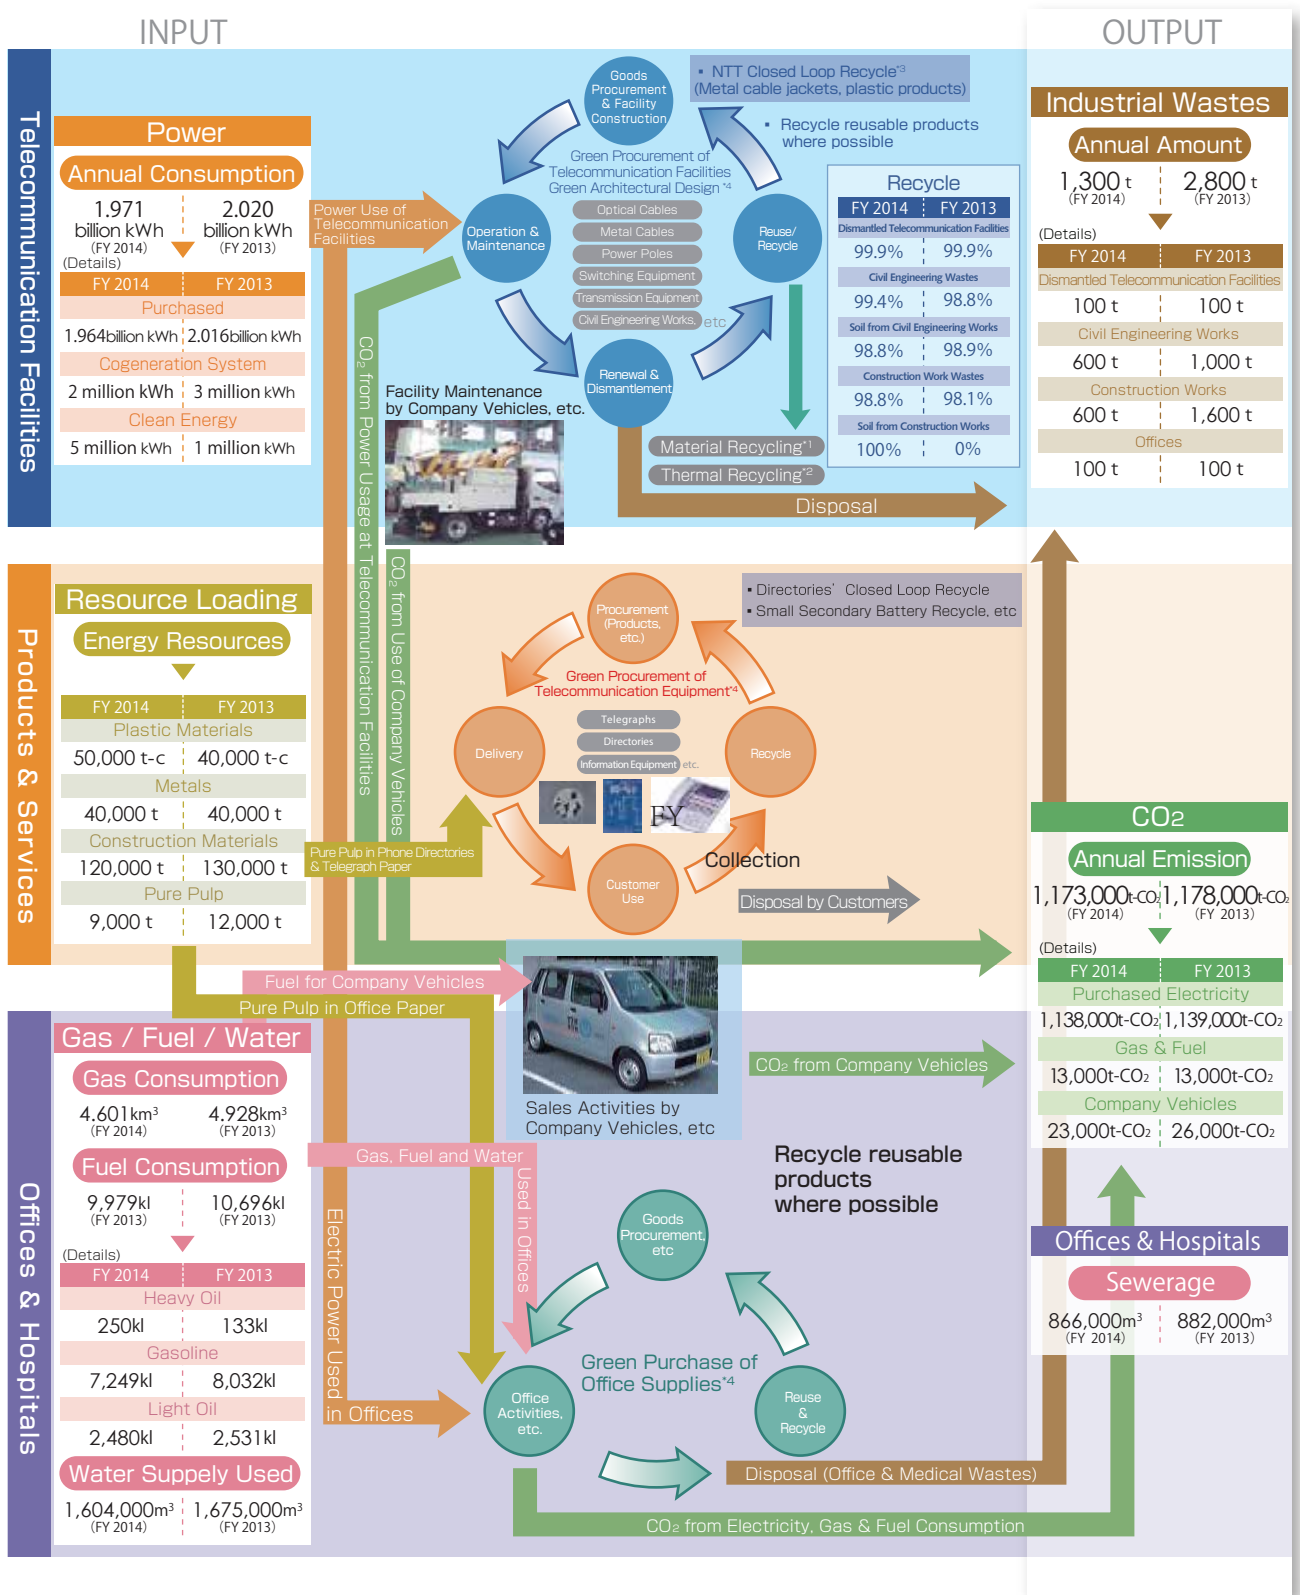 INPUT
OUTPUT
Telecommunication Facilities
Power
Annual Consumption
1.971 billion kWh (FY 2014)
2.020 billion kWh (FY 2013)
(Details)
FY 2014 FY 2013
Purchased
1.964billion kWh 2.016billion kWh
Cogeneration System
2 million kWh 3 million kWh
Clean Energy
5 million kWh 1 million kWh
Power Use of
Telecommunication
Facilities
Goods
Procurement
& Facility
Construction
Operation &
Maintenance
Reuse/
Recycle
Renewal &
Dismantlement
Green Procurement of
Telecommunication Facilities
Green Architectural Design *4
Optical Cables
Metal Cables
Power Poles
Switching Equipment
Transmission Equipment
Civil Engineering Works, etc
▪ NTT Closed Loop Recycle*3
(Metal cable jackets, plastic products)
▪ Recycle reusable products
where possible
Recycle
FY 2014 FY 2013
Dismantled Telecommunication Facilities
99.9% 99.9%
Civil Engineering Wastes
99.4% 98.8%
Soil from Civil Engineering Works
98.8% 98.9%
Construction Work Wastes
98.8% 98.1%
Soil from Construction Works
100% 0%
Material Recycling*1
Thermal Recycling*2
Disposal
Facility Maintenance
by Company Vehicles, etc.
CO2 from Power Usage at Telecommunication Facilities
CO2 from Use of Company Vehicles
Industrial Wastes
Annual Amount
1,300 t (FY 2014)
2,800 t (FY 2013)
(Details)
FY 2014 FY 2013
Dismantled Telecommunication Facilities
100 t 100 t
Civil Engineering Works
600 t 1,000 t
Construction Works
600 t 1,600 t
Offices
100 t 100 t
Products & Services
Resource Loading
Energy Resources
FY 2014 FY 2013
Plastic Materials
50,000 t-c 40,000 t-c
Metals
40,000 t 40,000 t
Construction Materials
120,000 t 130,000 t
Pure Pulp
9,000 t 12,000 t
Pure Pulp in Phone Directories
& Telegraph Paper
Procurement
(Products,
etc.)
Delivery
Recycle
Customer
Use
Green Procurement of
Telecommunication Equipment*4
Telegraphs
Directories
Information Equipment etc.
FY
Collection
Disposal by Customers
▪ Directories' Closed Loop Recycle
▪ Small Secondary Battery Recycle, etc
CO2
Annual Emission
1,173,000t-CO2 (FY 2014)
1,178,000t-CO2 (FY 2013)
(Details)
FY 2014 FY 2013
Purchased Electricity
1,138,000t-CO2 1,139,000t-CO2
Gas & Fuel
13,000t-CO2 13,000t-CO2
Company Vehicles
23,000t-CO2 26,000t-CO2
Fuel for Company Vehicles
Pure Pulp in Office Paper
Offices & Hospitals
Gas / Fuel / Water
Gas Consumption
4.601km3 (FY 2014)
4.928km3 (FY 2013)
Fuel Consumption
9,979kl (FY 2013)
10,696kl (FY 2013)
(Details)
FY 2014 FY 2013
Heavy Oil
250kl 133kl
Gasoline
7,249kl 8,032kl
Light Oil
2,480kl 2,531kl
Water Suppely Used
1,604,000m3 (FY 2014)
1,675,000m3 (FY 2013)
Sales Activities by
Company Vehicles, etc
CO2 from Company Vehicles
Gas, Fuel and Water
Used in Offices
Electric Power Used
in Offices
Recycle reusable
products
where possible
Goods
Procurement,
etc
Office
Activities,
etc.
Reuse
&
Recycle
Green Purchase of
Office Supplies*4
Disposal (Office & Medical Wastes)
CO2 from Electricity, Gas & Fuel Consumption
Offices & Hospitals
Sewerage
866,000m3 (FY 2014)
882,000m3 (FY 2013)